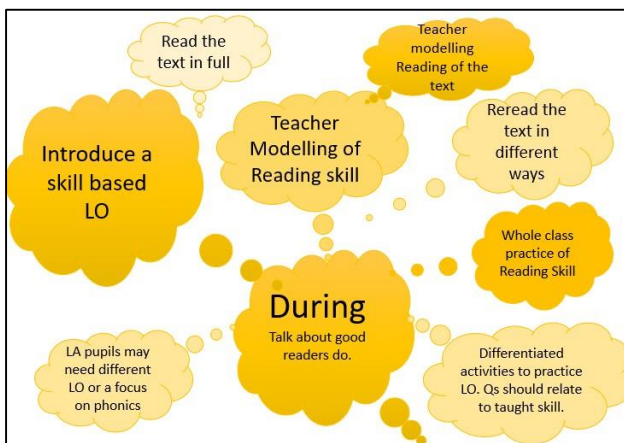 Read the
text in full
Teacher
modelling
Reading of the
text
Introduce a
skill based
LO
Teacher
Modelling of
Reading skill
Reread the
text in
different
ways
Whole class
practice of
Reading Skill
During
Talk about good
readers do.
LA pupils may
need different
LO or a focus
on phonics
Differentiated
activities to practice
LO. Qs should relate
to taught skill.